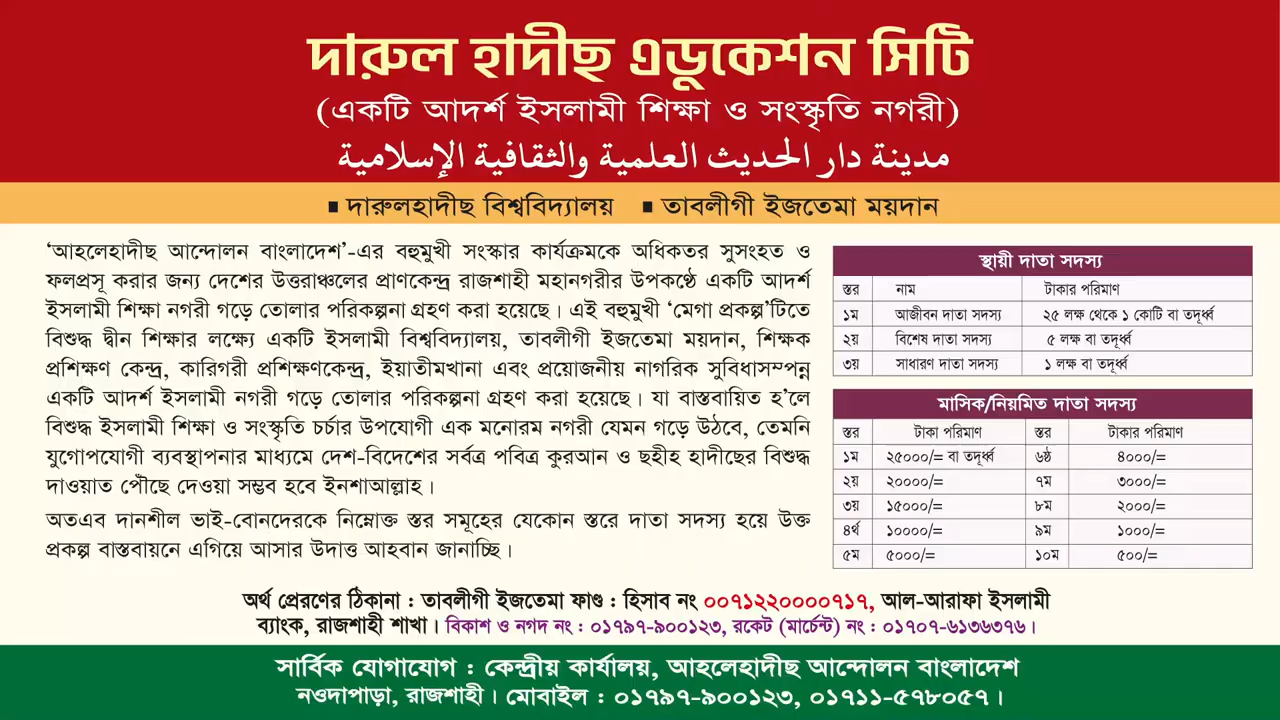 দারুল হাদীছ এডুকেশন সিটি
(একটি আদর্শ ইসলামী শিক্ষা ও সংস্কৃতি নগরী)
مدينة دار الحديث العلمية والثقافية الإسلامية
▪ দারুলহাদীছ বিশ্ববিদ্যালয় ▪ তাবলীগী ইজতেমা ময়দান
‘আহলেহাদীছ আন্দোলন বাংলাদেশ’-এর বহুমুখী সংস্কার কার্যক্রমকে অধিকতর সুসংহত ও
ফলপ্রসূ করার জন্য দেশের উত্তরাঞ্চলের প্রাণকেন্দ্র রাজশাহী মহানগরীর উপকণ্ঠে একটি আদর্শ
ইসলামী শিক্ষা নগরী গড়ে তোলার পরিকল্পনা গ্রহণ করা হয়েছে। এই বহুমুখী ‘মেগা প্রকল্প’টিতে
বিশুদ্ধ দ্বীন শিক্ষার লক্ষ্যে একটি ইসলামী বিশ্ববিদ্যালয়, তাবলীগী ইজতেমা ময়দান, শিক্ষক
প্রশিক্ষণ কেন্দ্র, কারিগরী প্রশিক্ষণকেন্দ্র, ইয়াতীমখানা এবং প্রয়োজনীয় নাগরিক সুবিধাসম্পন্ন
একটি আদর্শ ইসলামী নগরী গড়ে তোলার পরিকল্পনা গ্রহণ করা হয়েছে। যা বাস্তবায়িত হ’লে
বিশুদ্ধ ইসলামী শিক্ষা ও সংস্কৃতি চর্চার উপযোগী এক মনোরম নগরী যেমন গড়ে উঠবে, তেমনি
যুগোপযোগী ব্যবস্থাপনার মাধ্যমে দেশ-বিদেশের সর্বত্র পবিত্র কুরআন ও ছহীহ হাদীছের বিশুদ্ধ
দাওয়াত পৌঁছে দেওয়া সম্ভব হবে ইনশাআল্লাহ।
অতএব দানশীল ভাই-বোনদেরকে নিম্নোক্ত স্তর সমূহের যেকোন স্তরে দাতা সদস্য হয়ে উক্ত
প্রকল্প বাস্তবায়নে এগিয়ে আসার উদাত্ত আহবান জানাচ্ছি।
স্থায়ী দাতা সদস্য
স্তর নাম টাকার পরিমাণ
১ম আজীবন দাতা সদস্য ২৫ লক্ষ থেকে ১ কোটি বা তদূর্ধ্ব
২য় বিশেষ দাতা সদস্য ৫ লক্ষ বা তদূর্ধ্ব
৩য় সাধারণ দাতা সদস্য ১ লক্ষ বা তদূর্ধ্ব
মাসিক/নিয়মিত দাতা সদস্য
স্তর টাকা পরিমাণ স্তর টাকার পরিমাণ
১ম ২৫০০০/= বা তদূর্ধ্ব ৬ষ্ঠ ৪০০০/=
২য় ২০০০০/= ৭ম ৩০০০/=
৩য় ১৫০০০/= ৮ম ২০০০/=
৪র্থ ১০০০০/= ৯ম ১০০০/=
৫ম ৫০০০/= ১০ম ৫০০/=
অর্থ প্রেরণের ঠিকানা : তাবলীগী ইজতেমা ফাণ্ড : হিসাব নং ০০৭১২২০০০০৭১৭, আল-আরাফা ইসলামী
ব্যাংক, রাজশাহী শাখা। বিকাশ ও নগদ নং : ০১৭৯৭-৯০০১২৩, রকেট (মার্চেন্ট) নং : ০১৭০৭-৬১৩৬৩৭৬।
সার্বিক যোগাযোগ : কেন্দ্রীয় কার্যালয়, আহলেহাদীছ আন্দোলন বাংলাদেশ
নওদাপাড়া, রাজশাহী। মোবাইল : ০১৭৯৭-৯০০১২৩, ০১৭১১-৫৭৮০৫৭।